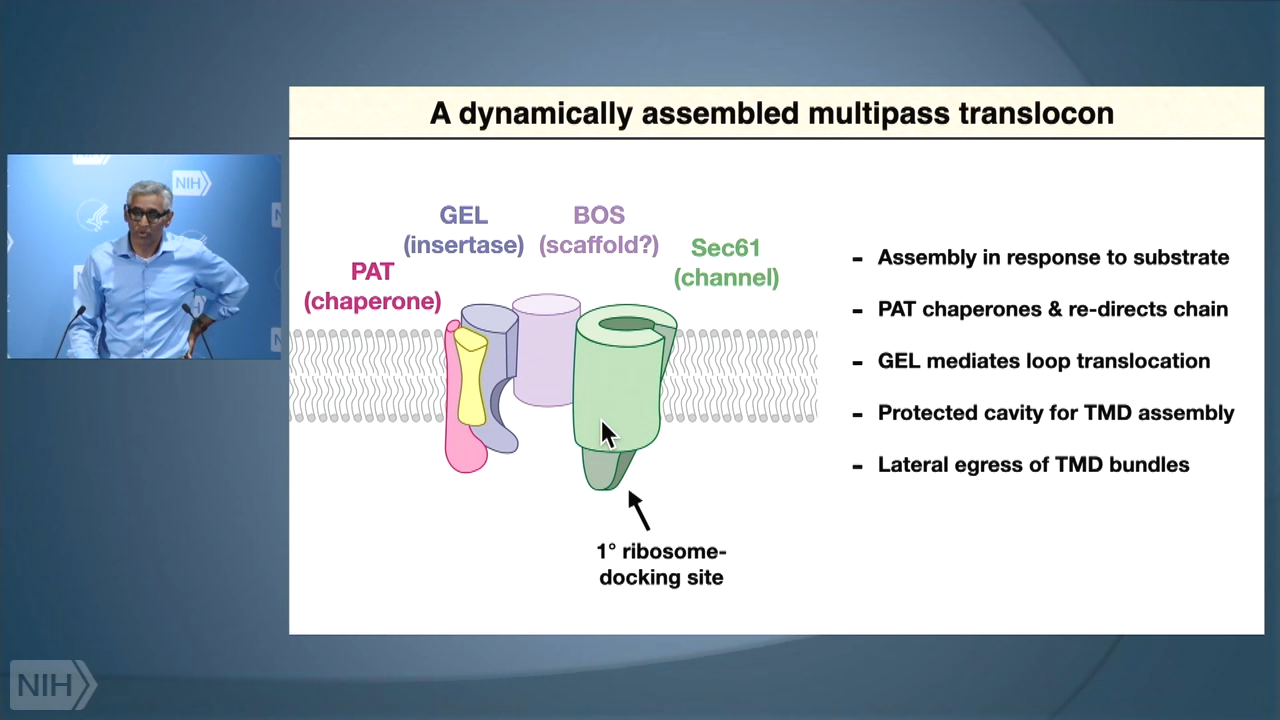 A dynamically assembled multipass translocon
NIH
GEL
(insertase)
BOS
(scaffold?)
Sec61
(channel)
PAT
(chaperone)
- Assembly in response to substrate
- PAT chaperones & re-directs chain
- GEL mediates loop translocation
- Protected cavity for TMD assembly
- Lateral egress of TMD bundles
1° ribosome-
docking site
NIH